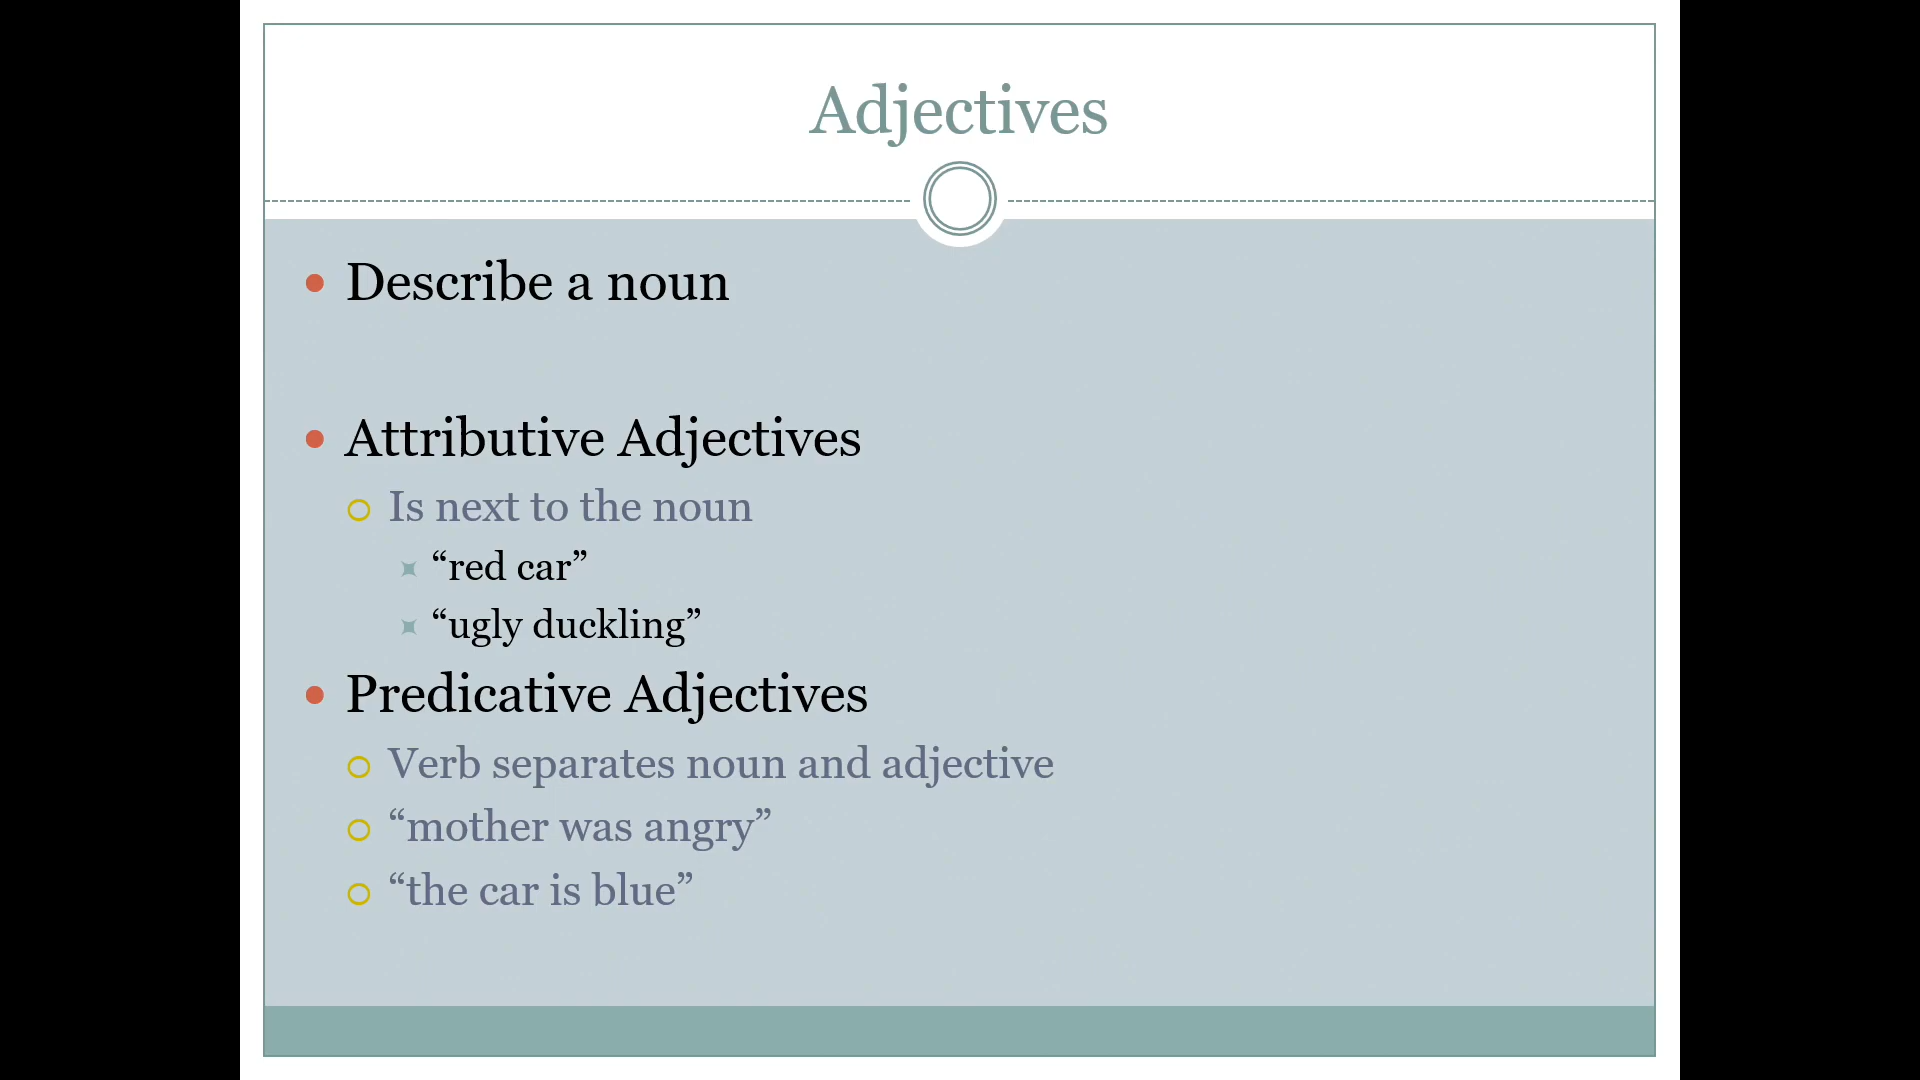 Adjectives
Describe a noun
Attributive Adjectives
Is next to the noun
“red car”
“ugly duckling”
Predicative Adjectives
Verb separates noun and adjective
“mother was angry”
“the car is blue”